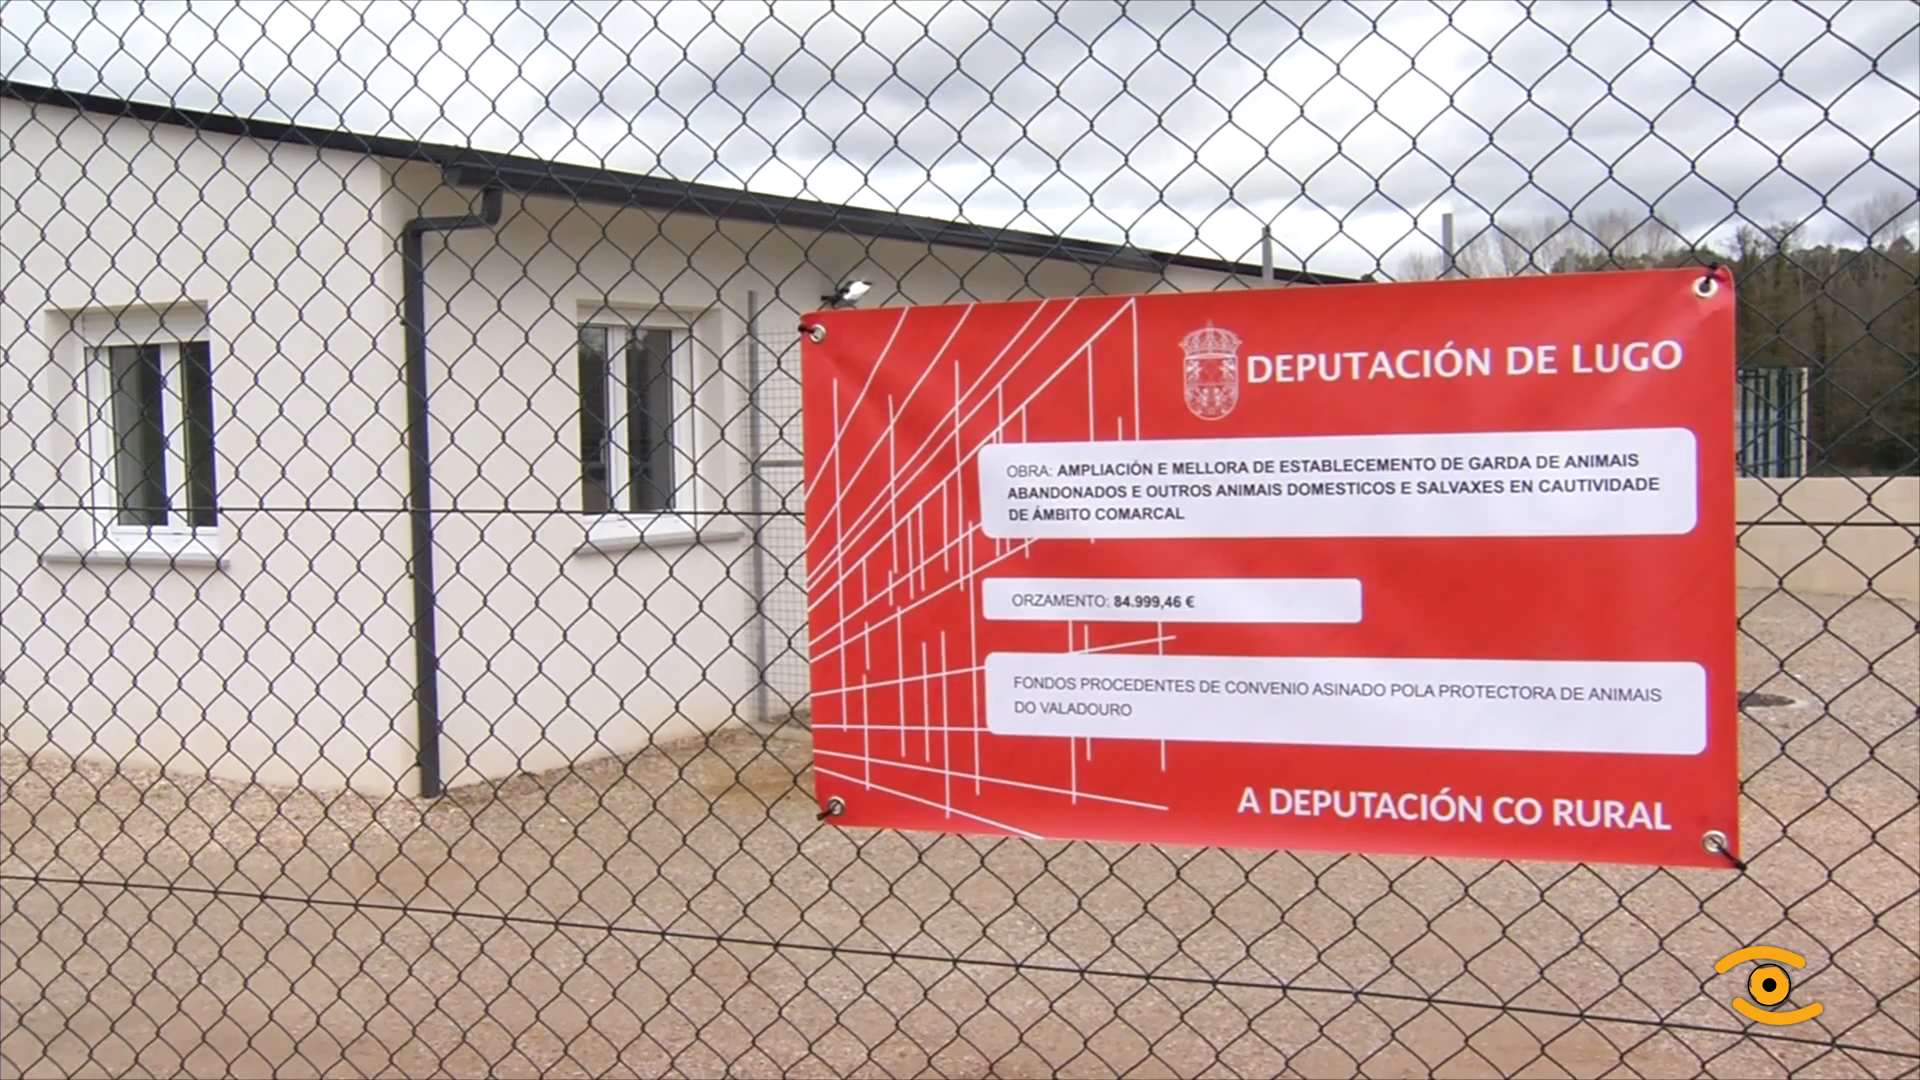 DEPUTACIÓN DE LUGO
OBRA: AMPLIACIÓN E MELLORA DE ESTABLECEMENTO DE GARDA DE ANIMAIS
ABANDONADOS E OUTROS ANIMAIS DOMESTICOS E SALVAXES EN CAUTIVIDADE
DE ÁMBITO COMARCAL
ORZAMENTO: 84.999,46 €
FONDOS PROCEDENTES DE CONVENIO ASINADO POLA PROTECTORA DE ANIMAIS
DO VALADOURO
A DEPUTACIÓN CO RURAL